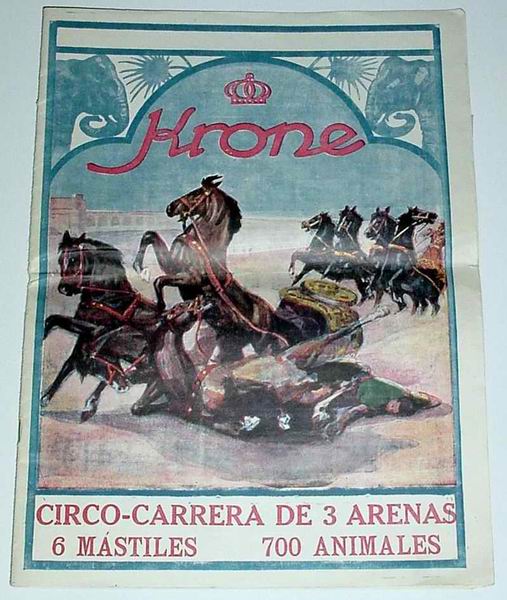 Krone
CIRCO-CARRERA DE 3 ARENAS
6 MÁSTILES 700 ANIMALES